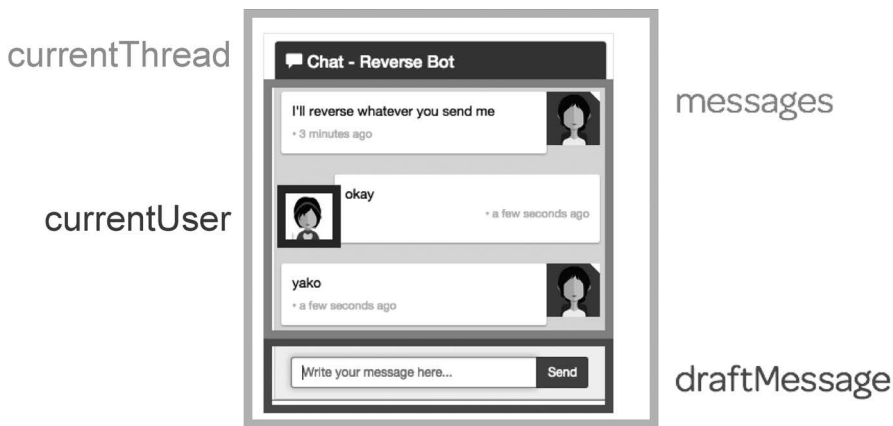 currentThread
Chat - Reverse Bot
messages
I'll reverse whatever you send me
• 3 minutes ago
currentUser
okay
• a few seconds ago
yako
• a few seconds ago
Write your message here...
Send
draftMessage